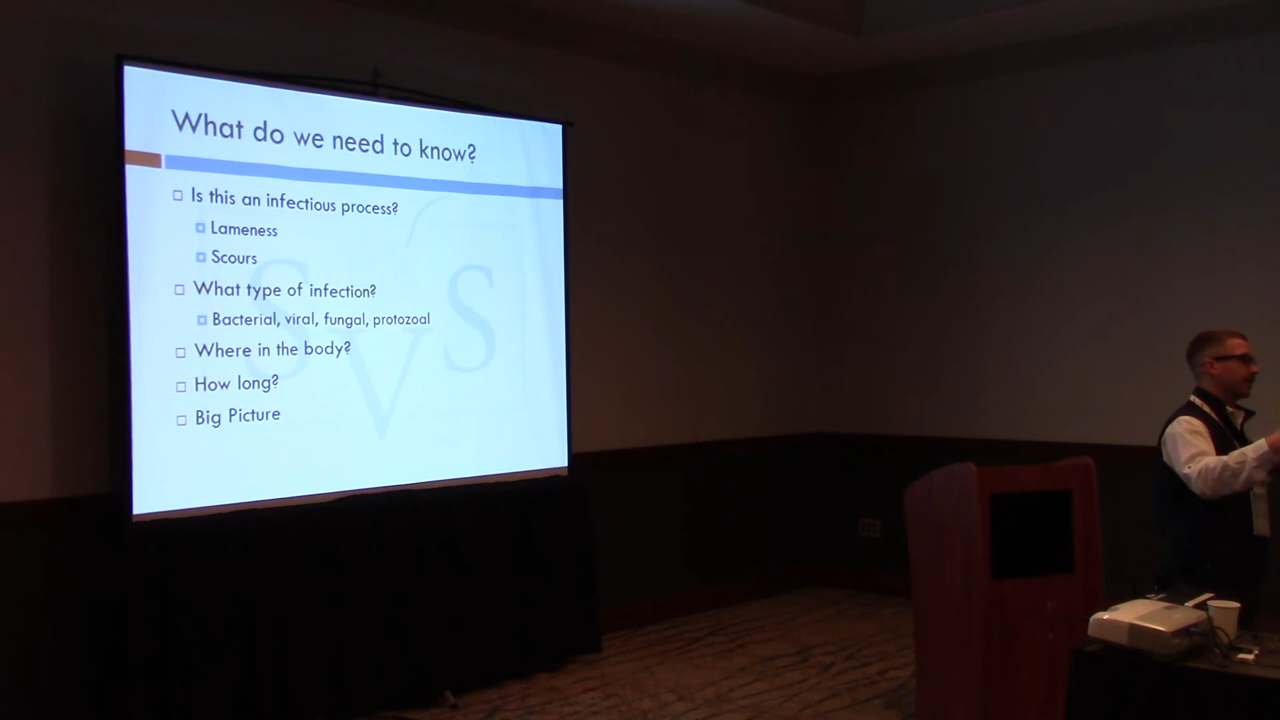 What do we need to know?
Is this an infectious process?
Lameness
Scours
What type of infection?
Bacterial, viral, fungal, protozoal
Where in the body?
How long?
Big Picture
SVS